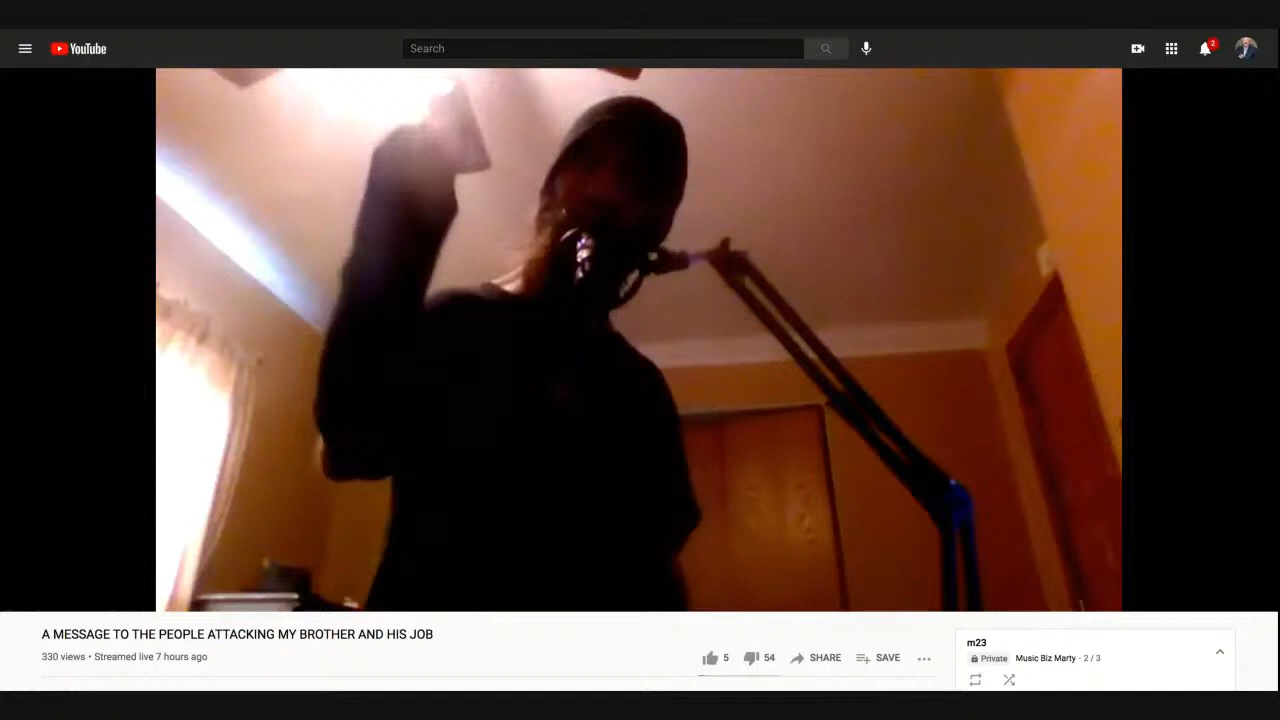 YouTube
Search
2
A MESSAGE TO THE PEOPLE ATTACKING MY BROTHER AND HIS JOB
330 views • Streamed live 7 hours ago
5
54
SHARE
SAVE
m23
Private
Music Biz Marty - 2 / 3